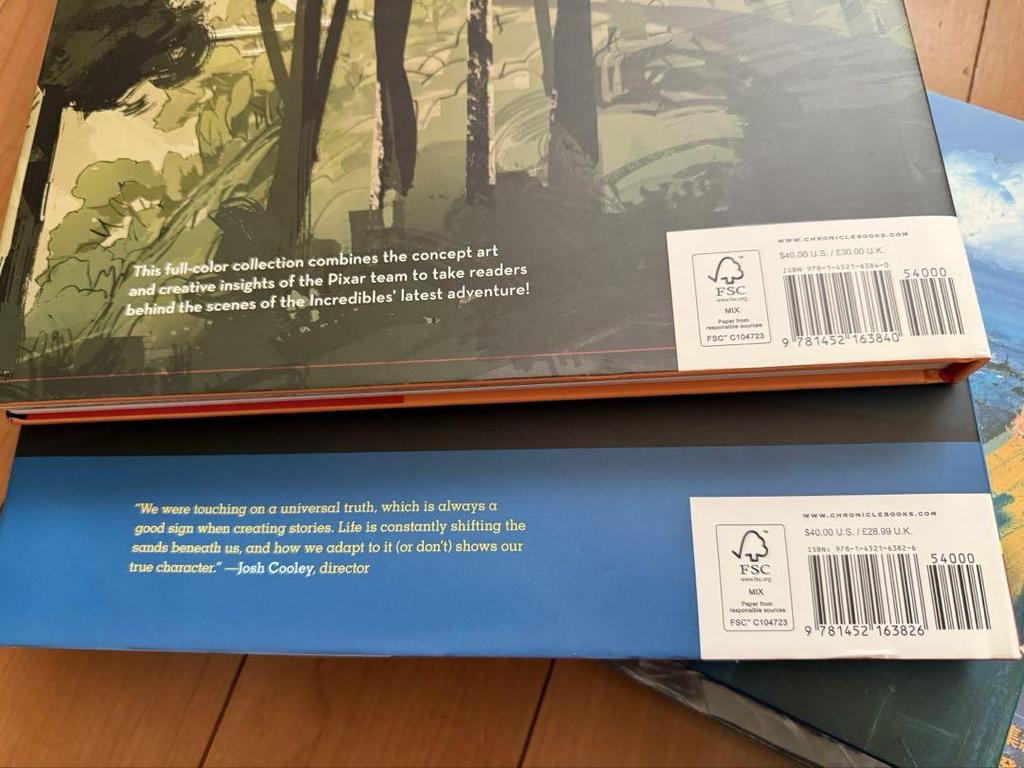 This full-color collection combines the concept art
and creative insights of the Pixar team to take readers
behind the scenes of the Incredibles' latest adventure!
WWW.CHRONICLEBOOKS.COM
$40.00 U.S. / £30.00 U.K.
ISBN 978-1-4521-6384-0
54000
9 781452 163840
FSC
www.fsc.org
MIX
Paper from
responsible sources
FSC™ C104723
"We were touching on a universal truth, which is always a
good sign when creating stories. Life is constantly shifting the
sands beneath us, and how we adapt to it (or don't) shows our
true character." —Josh Cooley, director
WWW.CHRONICLEBOOKS.COM
$40.00 U.S. / £28.99 U.K.
ISBN: 978-1-4521-6382-6
54000
9 781452 163826
FSC
www.fsc.org
MIX
Paper from
responsible sources
FSC™ C104723